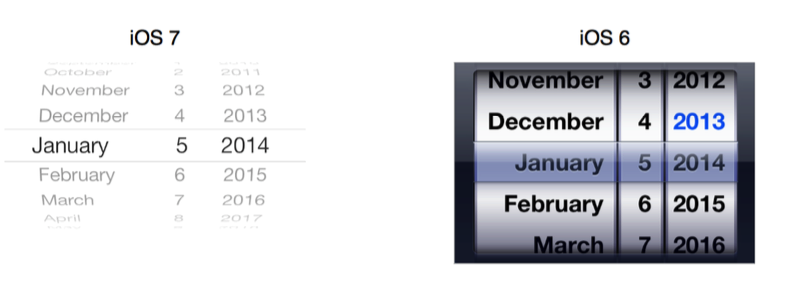 iOS 7
October 2 2011
November 3 2012
December 4 2013
January 5 2014
February 6 2015
March 7 2016
April 8 2017
iOS 6
November 3 2012
December 4 2013
January 5 2014
February 6 2015
March 7 2016